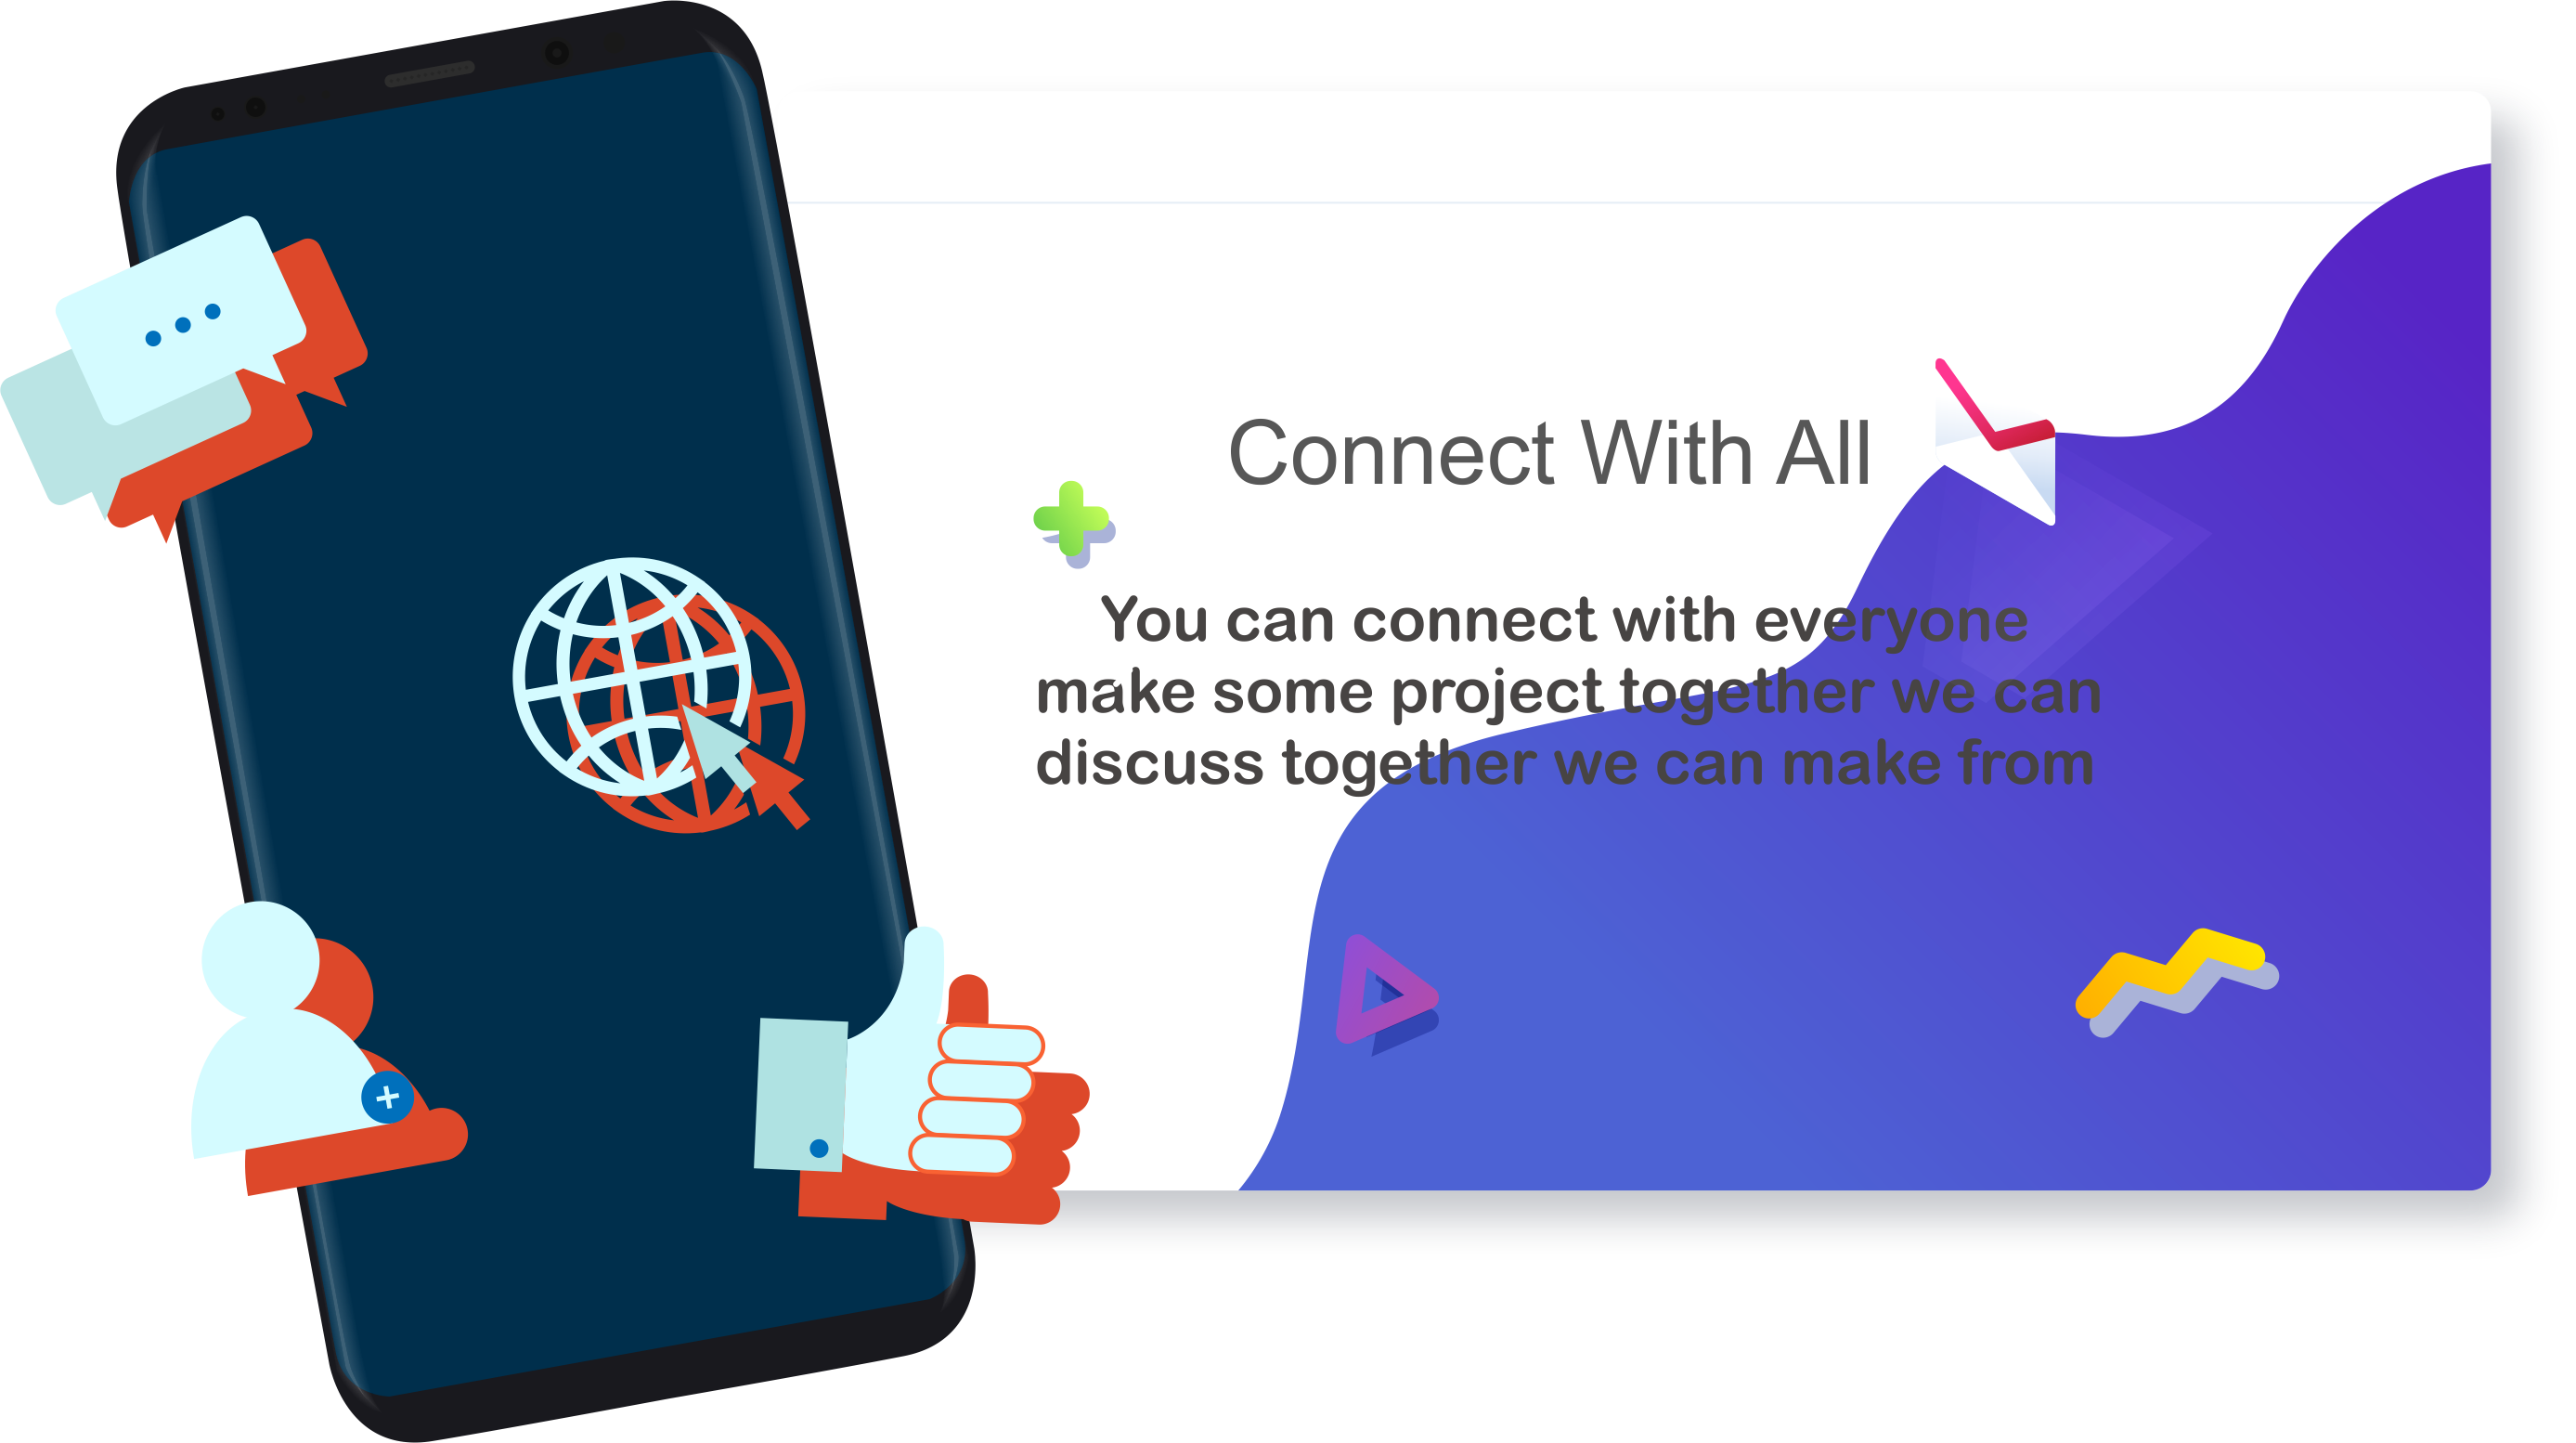 Connect With All
You can connect with everyone
make some project together we can
discuss together we can make from